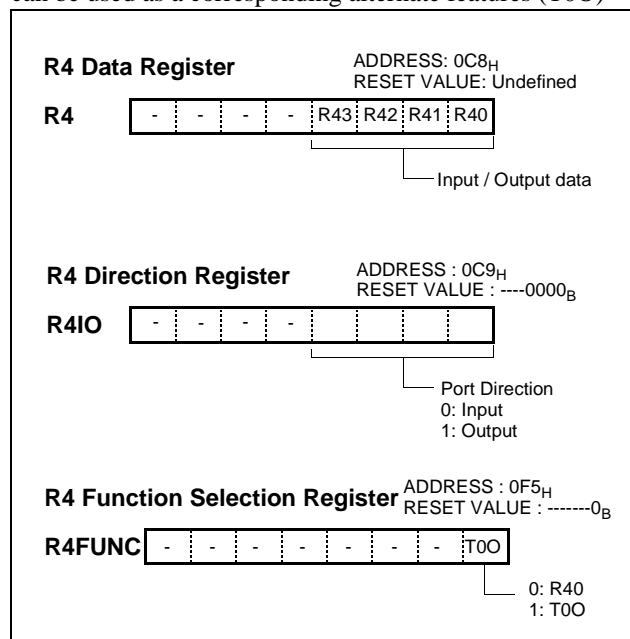 can be used as a corresponding alternate features (T0O)
R4 Data Register
ADDRESS: 0C8H
RESET VALUE: Undefined
R4 - - - - R43 R42 R41 R40
Input / Output data
R4 Direction Register
ADDRESS : 0C9H
RESET VALUE : ----0000B
R4IO - - - -
Port Direction
0: Input
1: Output
R4 Function Selection Register
ADDRESS : 0F5H
RESET VALUE : -------0B
R4FUNC - - - - - - - T0O
0: R40
1: T0O